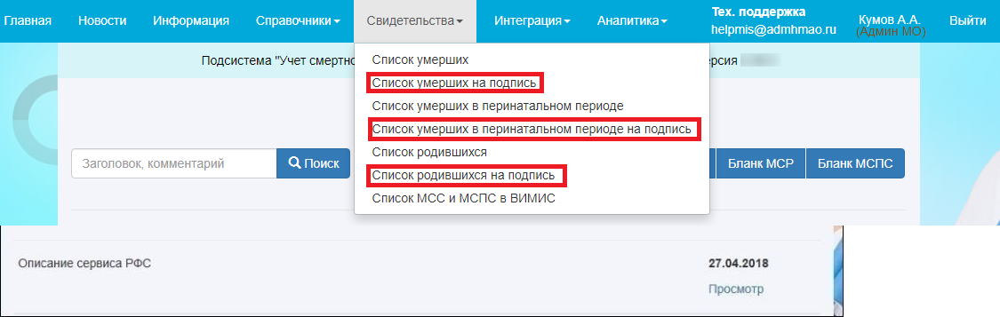 Главная Новости Информация Справочники Свидетельства Интеграция Аналитика Тех. поддержка Кумов А.А. Выйти
helpmis@admhmao.ru (Админ МО)
Подсистема "Учет смертно
Список умерших
Список умерших на подпись
Список умерших в перинатальном периоде
Список умерших в перинатальном периоде на подпись
Список родившихся
Список родившихся на подпись
Список МСС и МСПС в ВИМИС
ерсия
Заголовок, комментарий Поиск Бланк МСР Бланк МСПС
Описание сервиса РФС 27.04.2018
Просмотр